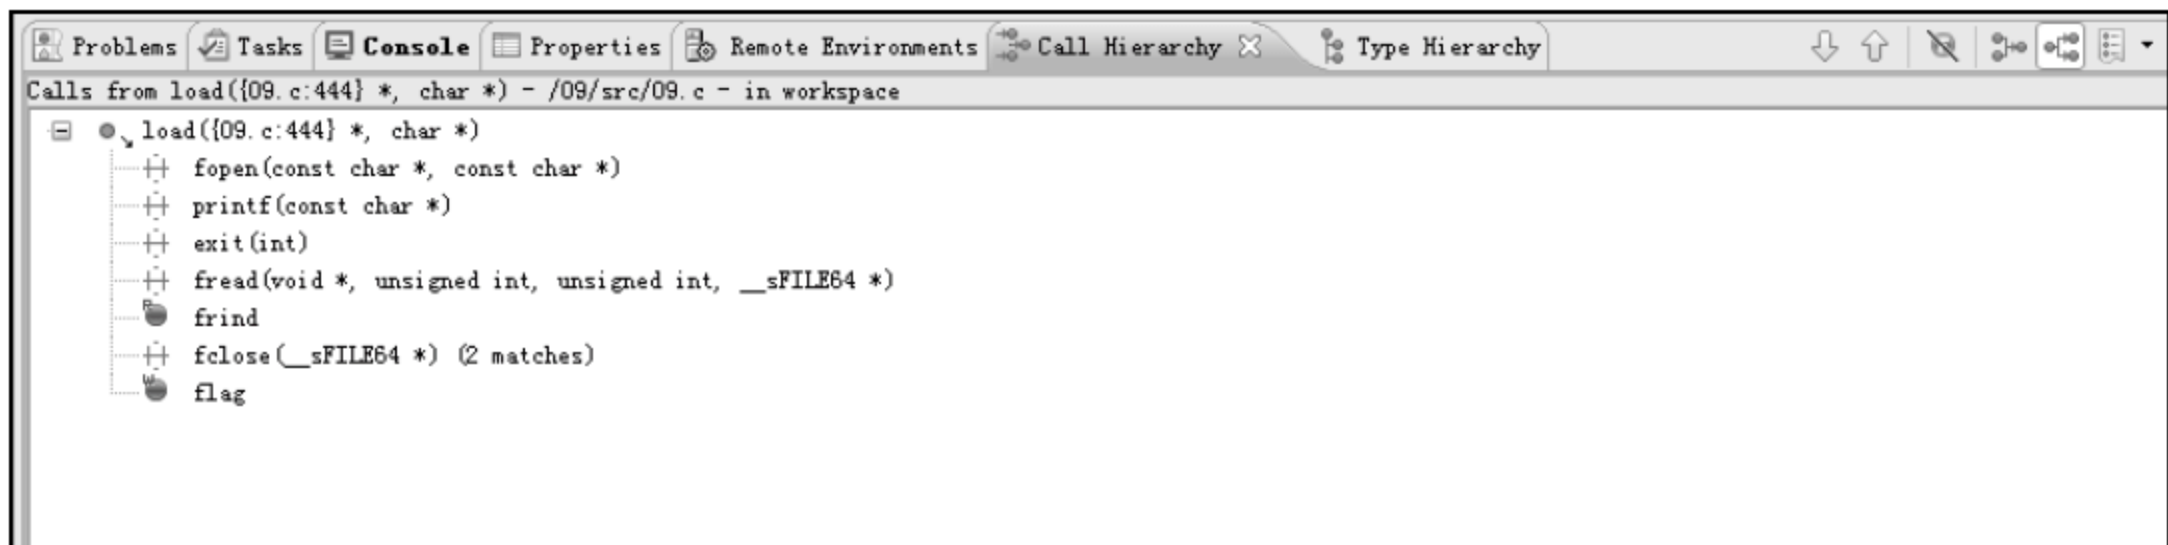 Problems Tasks Console Properties Remote Environments Call Hierarchy Type Hierarchy
Calls from load({09.c:444} *, char *) - /09/src/09.c - in workspace
load({09.c:444} *, char *)
fopen(const char *, const char *)
printf(const char *)
exit(int)
fread(void *, unsigned int, unsigned int, __sFILE64 *)
frind
fclose(__sFILE64 *) (2 matches)
flag